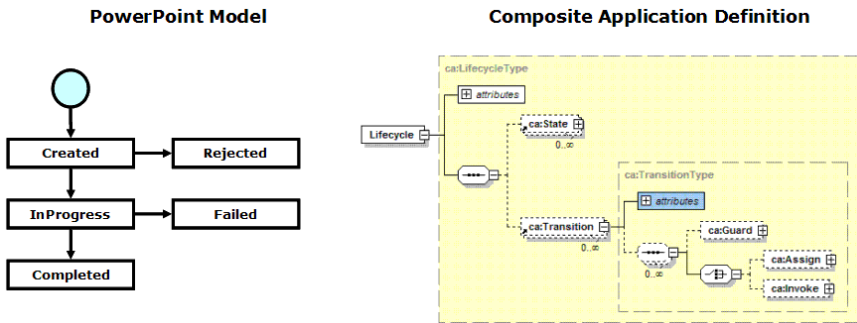 PowerPoint Model
Composite Application Definition
Created
Rejected
InProgress
Failed
Completed
ca:LifecycleType
attributes
Lifecycle
ca:State
0..∞
ca:TransitionType
attributes
ca:Transition
0..∞
ca:Guard
0..∞
ca:Assign
ca:Invoke